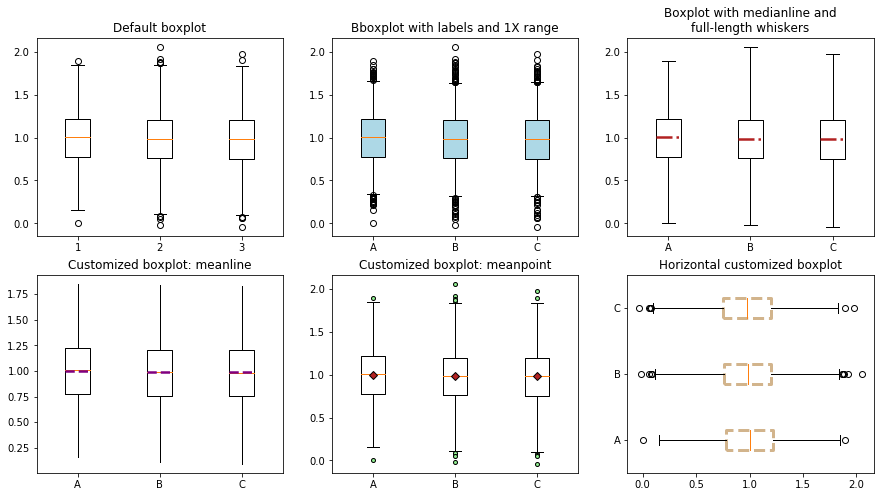 Default boxplot
2.0
1.5
1.0
0.5
0.0
1 2 3
Bboxplot with labels and 1X range
2.0
1.5
1.0
0.5
0.0
A B C
Boxplot with medianline and
full-length whiskers
2.0
1.5
1.0
0.5
0.0
A B C
Customized boxplot: meanline
1.75
1.50
1.25
1.00
0.75
0.50
0.25
A B C
Customized boxplot: meanpoint
2.0
1.5
1.0
0.5
0.0
A B C
Horizontal customized boxplot
C
B
A
0.0 0.5 1.0 1.5 2.0